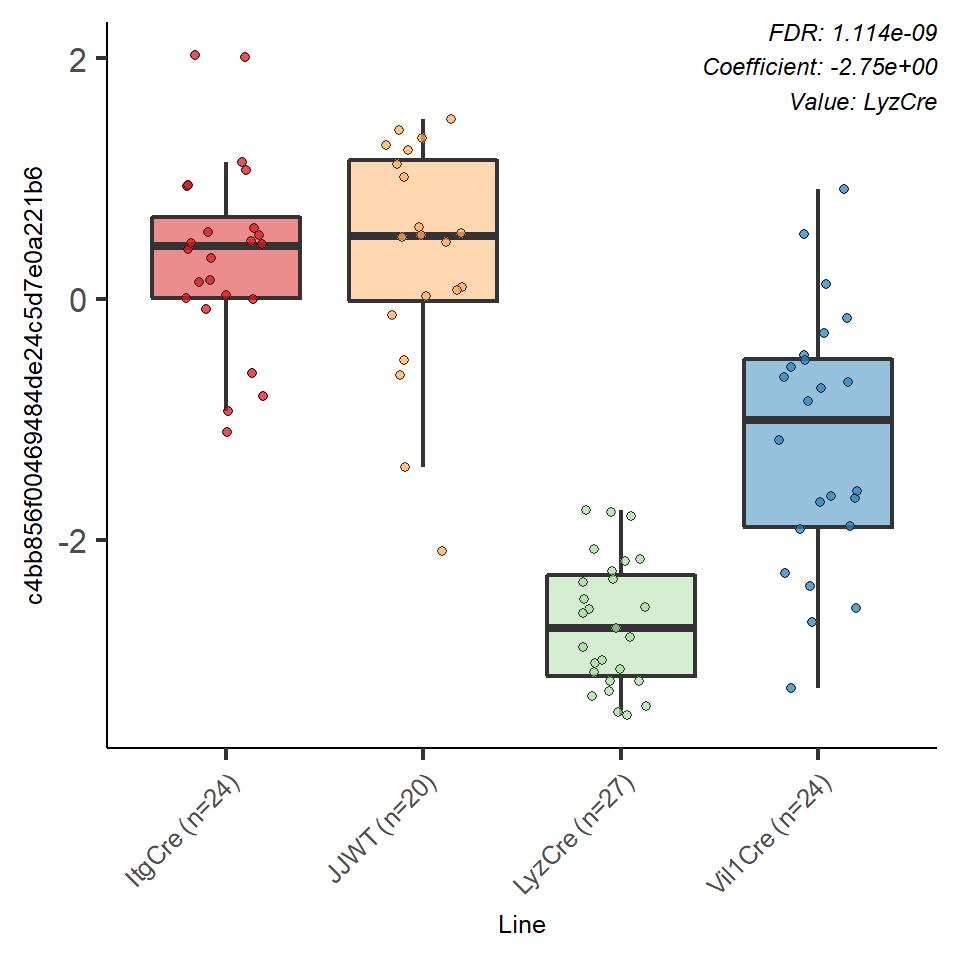 FDR: 1.114e-09
Coefficient: -2.75e+00
Value: LyzCre
c4bb856f00469484de24c5d7e0a221b6
2
0
-2
ItgCre (n=24)
JJWT (n=20)
LyzCre (n=27)
Vil1Cre (n=24)
Line